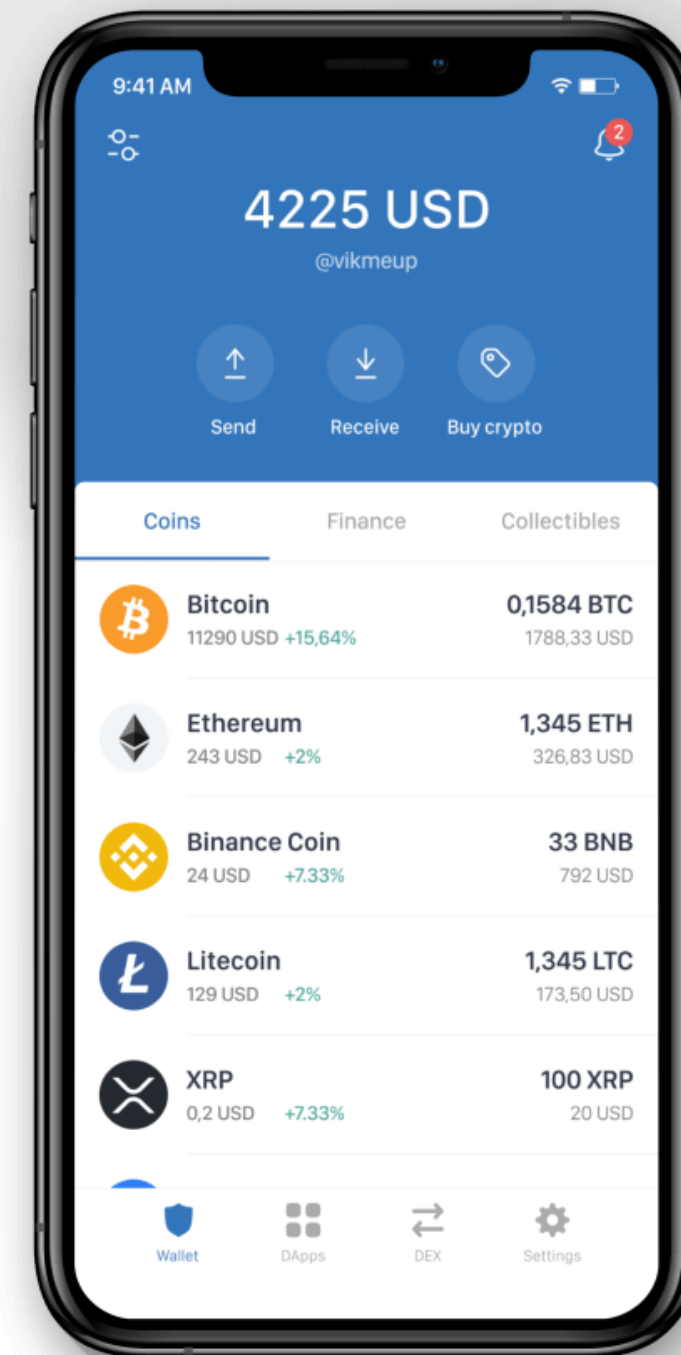 9:41 AM
2
4225 USD
@vikmeup
Send Receive Buy crypto
Coins Finance Collectibles
Bitcoin 0,1584 BTC
11290 USD +15,64% 1788,33 USD
Ethereum 1,345 ETH
243 USD +2% 326,83 USD
Binance Coin 33 BNB
24 USD +7.33% 792 USD
Litecoin 1,345 LTC
129 USD +2% 173,50 USD
XRP 100 XRP
0,2 USD +7.33% 20 USD
Wallet DApps DEX Settings